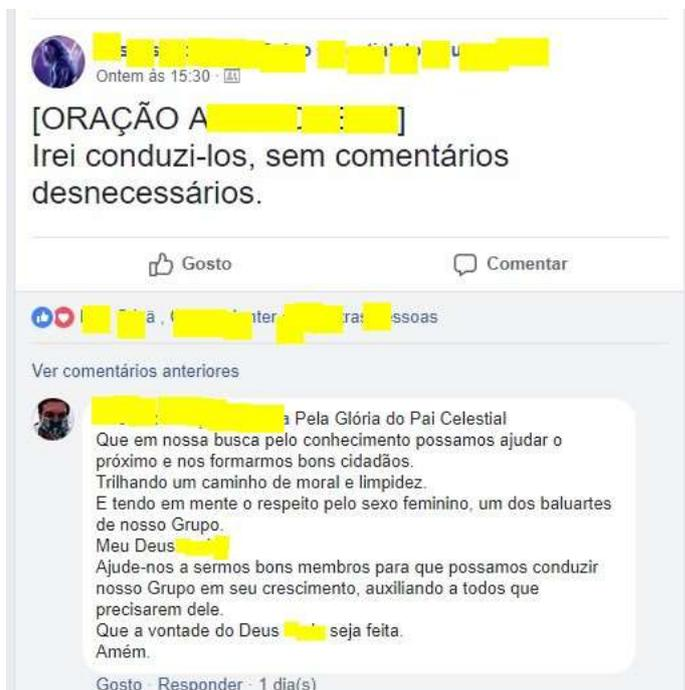 Ontem às 15:30 ·
[ORAÇÃO A ]
Irei conduzi-los, sem comentários
desnecessários.
Gosto Comentar
Ver comentários anteriores
Pela Glória do Pai Celestial
Que em nossa busca pelo conhecimento possamos ajudar o
próximo e nos formarmos bons cidadãos.
Trilhando um caminho de moral e limpidez.
E tendo em mente o respeito pelo sexo feminino, um dos baluartes
de nosso Grupo.
Meu Deus
Ajude-nos a sermos bons membros para que possamos conduzir
nosso Grupo em seu crescimento, auxiliando a todos que
precisarem dele.
Que a vontade do Deus seja feita.
Amém.
Gosto · Responder · 1 dia(s)